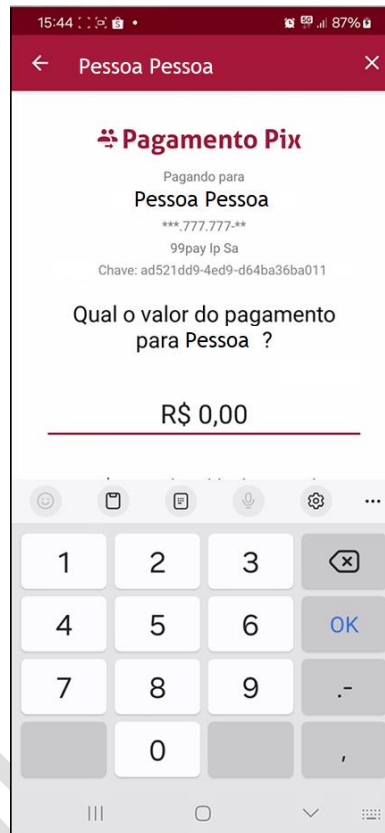 15:44
5G
87%
Pessoa Pessoa
Pagamento Pix
Pagando para
Pessoa Pessoa
***.777.777-**
99pay Ip Sa
Chave: ad521dd9-4ed9-d64ba36ba011
Qual o valor do pagamento
para Pessoa ?
R$ 0,00
1 2 3
4 5 6 OK
7 8 9 .-
0 ,